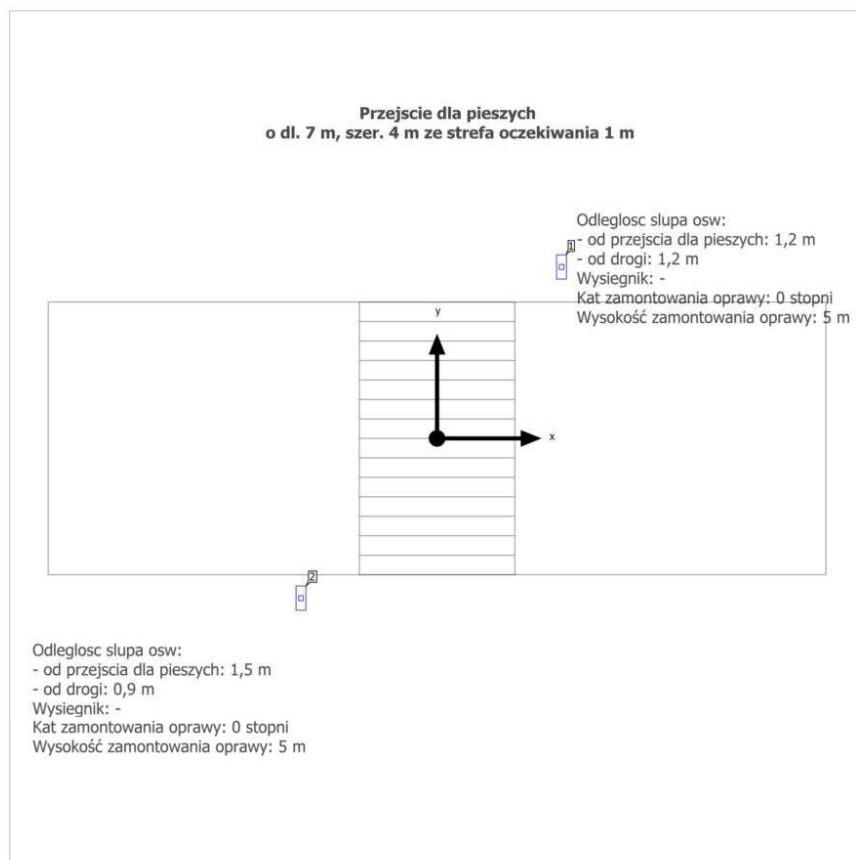 Przejscie dla pieszych
o dl. 7 m, szer. 4 m ze strefa oczekiwania 1 m
Odleglosc slupa osw:
- od przejscia dla pieszych: 1,2 m
- od drogi: 1,2 m
Wysiegnik: -
Kat zamontowania oprawy: 0 stopni
Wysokość zamontowania oprawy: 5 m
1
y
x
2
Odleglosc slupa osw:
- od przejscia dla pieszych: 1,5 m
- od drogi: 0,9 m
Wysiegnik: -
Kat zamontowania oprawy: 0 stopni
Wysokość zamontowania oprawy: 5 m